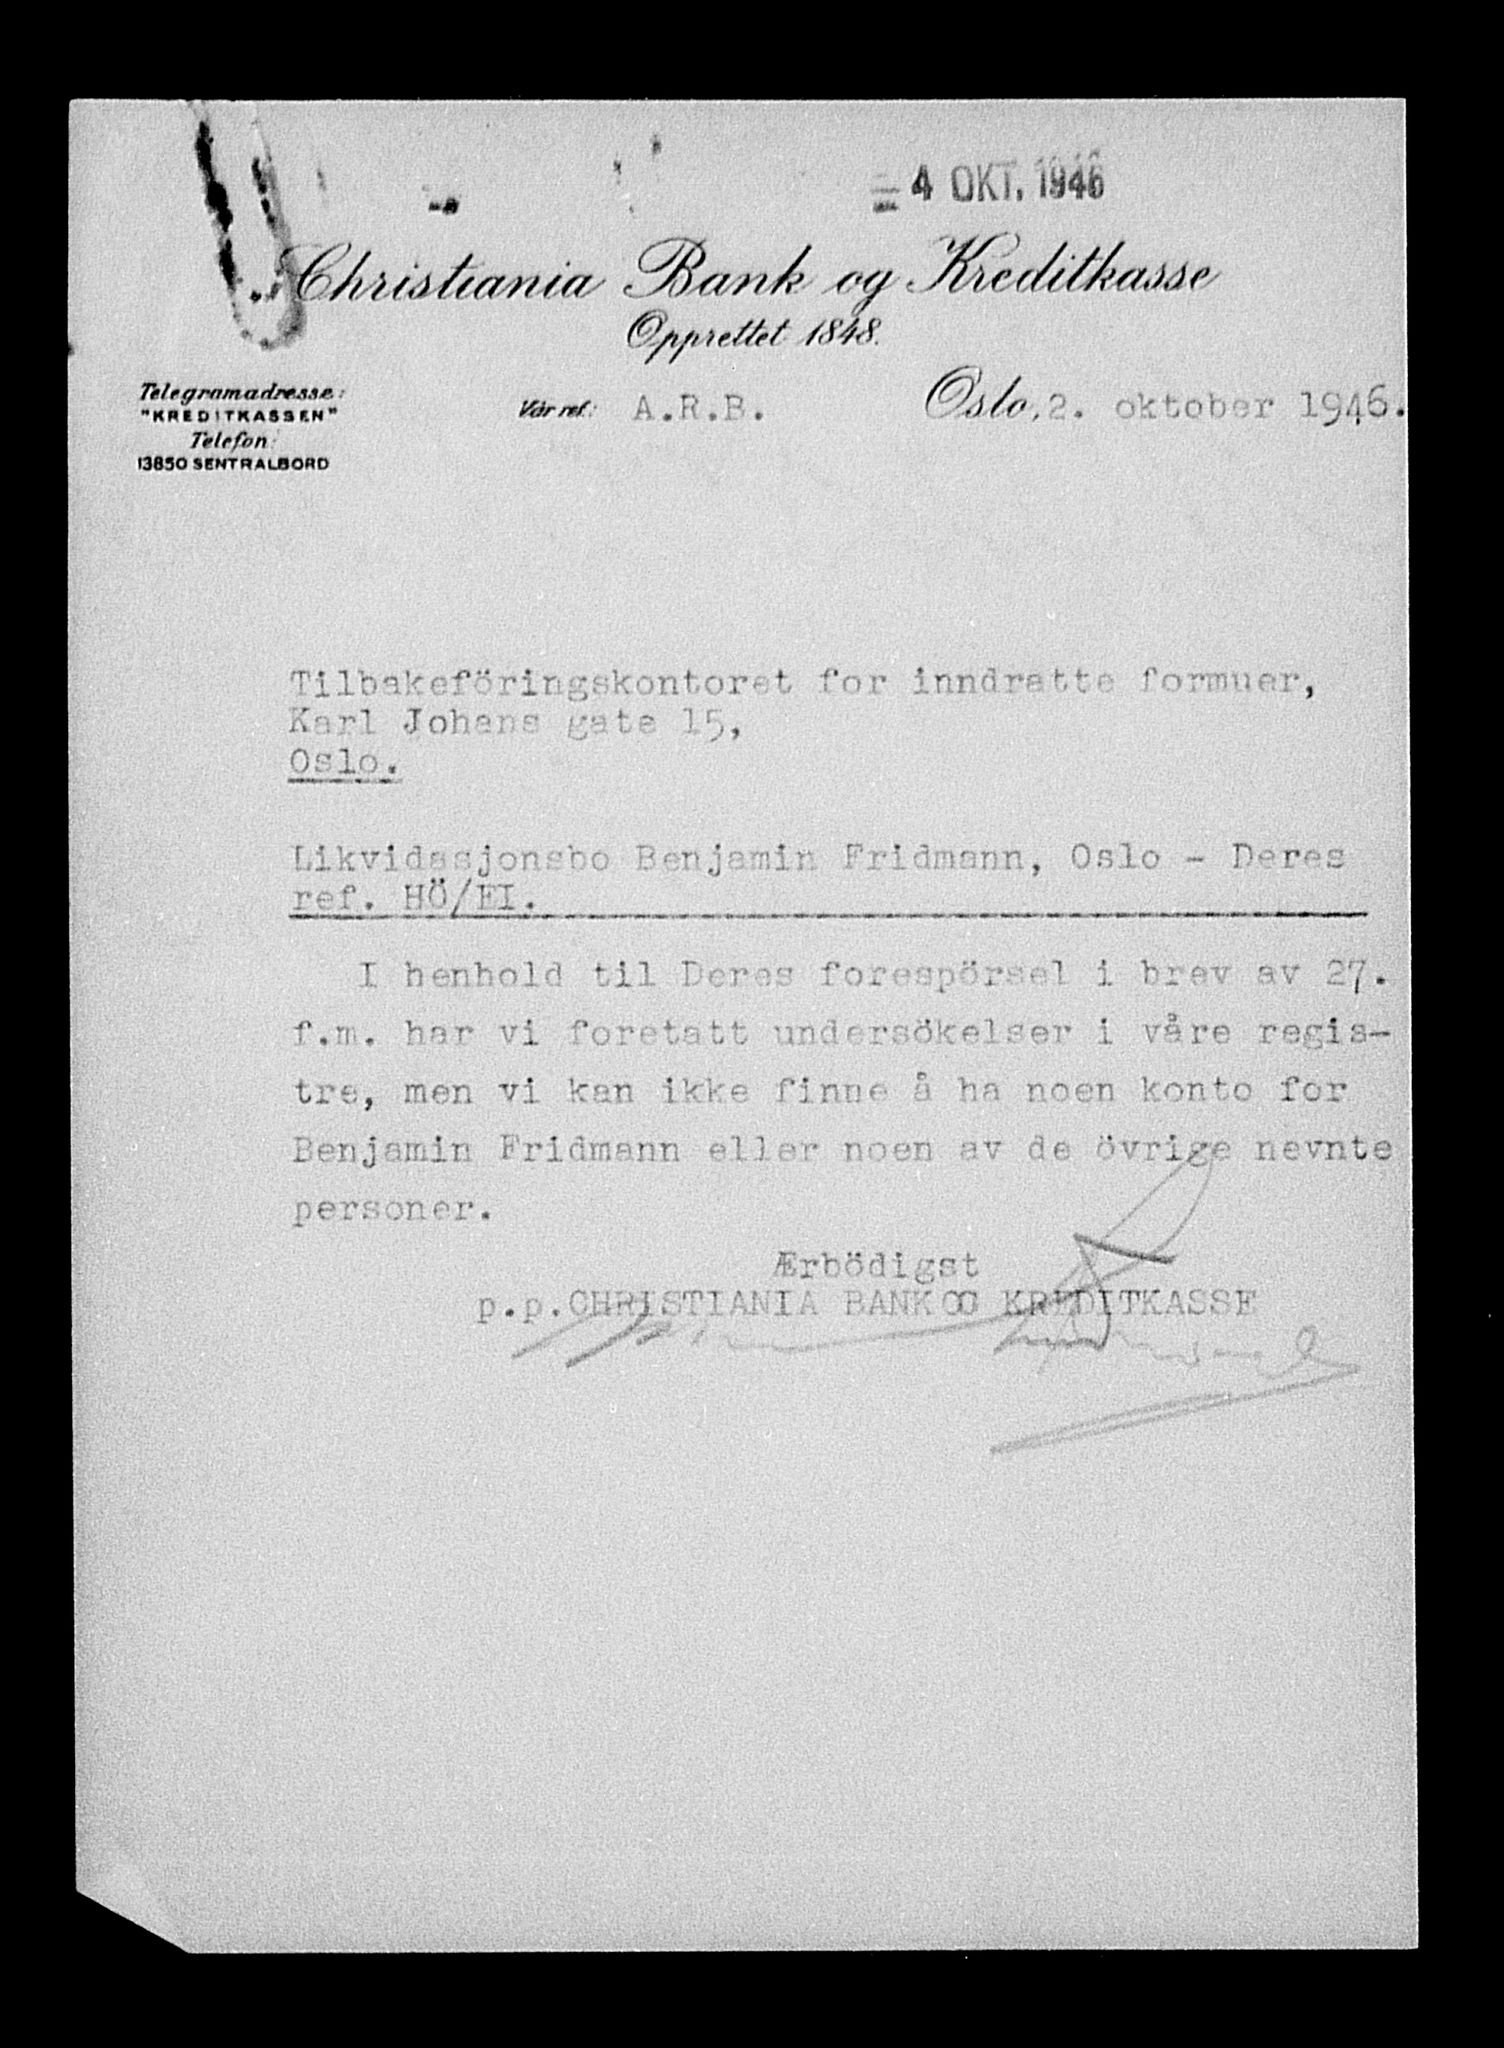 - 4 OKT. 1946
Christiania Bank og Kreditkasse
Opprettet 1848.
Telegramadresse:
"KREDITKASSEN"
Telefon:
13850 SENTRALBORD
Vår ref.: A.R.B.
Oslo, 2. oktober 1946.
Tilbakeföringskontoret for inndratte formuer,
Karl Johans gate 15,
Oslo.
Likvidasjonsbo Benjamin Fridmann, Oslo - Deres
ref. HÖ/EI.
I henhold til Deres forespörsel i brev av 27.
f.m. har vi foretatt undersökelser i våre regis-
tre, men vi kan ikke finne å ha noen konto for
Benjamin Fridmann eller noen av de övrige nevnte
personer.
Ærbödigst
p.p. CHRISTIANIA BANK OG KREDITKASSE